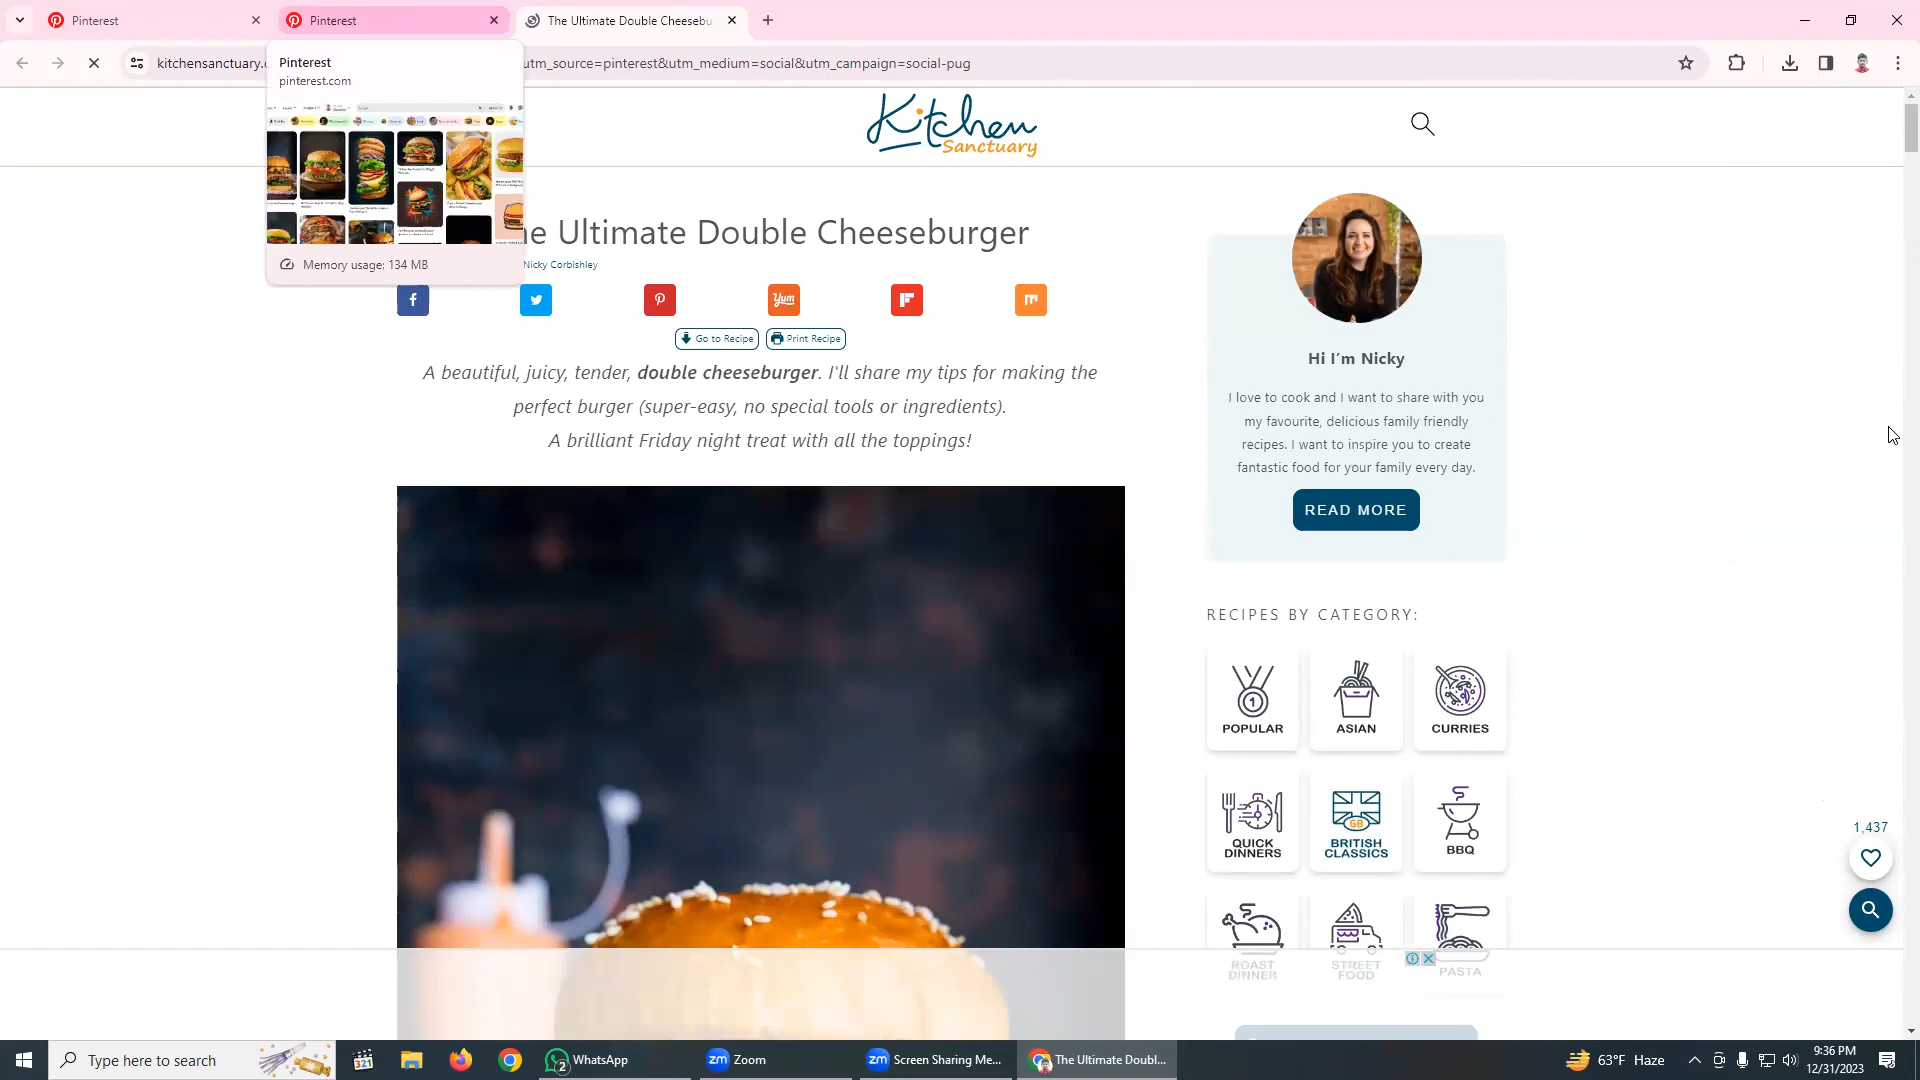 Pinterest
Pinterest
The Ultimate Double Cheesebu
kitchensanctuary.
utm_source=pinterest&utm_medium=social&utm_campaign=social-pug
Pinterest
pinterest.com
Memory usage: 134 MB
Kitchen
Sanctuary
he Ultimate Double Cheeseburger
Nicky Corbishley
Yum
Go to Recipe
Print Recipe
A beautiful, juicy, tender, double cheeseburger. I'll share my tips for making the
perfect burger (super-easy, no special tools or ingredients).
A brilliant Friday night treat with all the toppings!
Hi I'm Nicky
I love to cook and I want to share with you
my favourite, delicious family friendly
recipes. I want to inspire you to create
fantastic food for your family every day.
READ MORE
RECIPES BY CATEGORY:
1
POPULAR
ASIAN
CURRIES
GB
QUICK
DINNERS
BRITISH
CLASSICS
BBQ
ROAST
DINNER
STREET
FOOD
PASTA
1,437
Type here to search
321
2
WhatsApp
zm
Zoom
zm
Screen Sharing Me...
The Ultimate Doubl...
63°F Haze
9:36 PM
12/31/2023